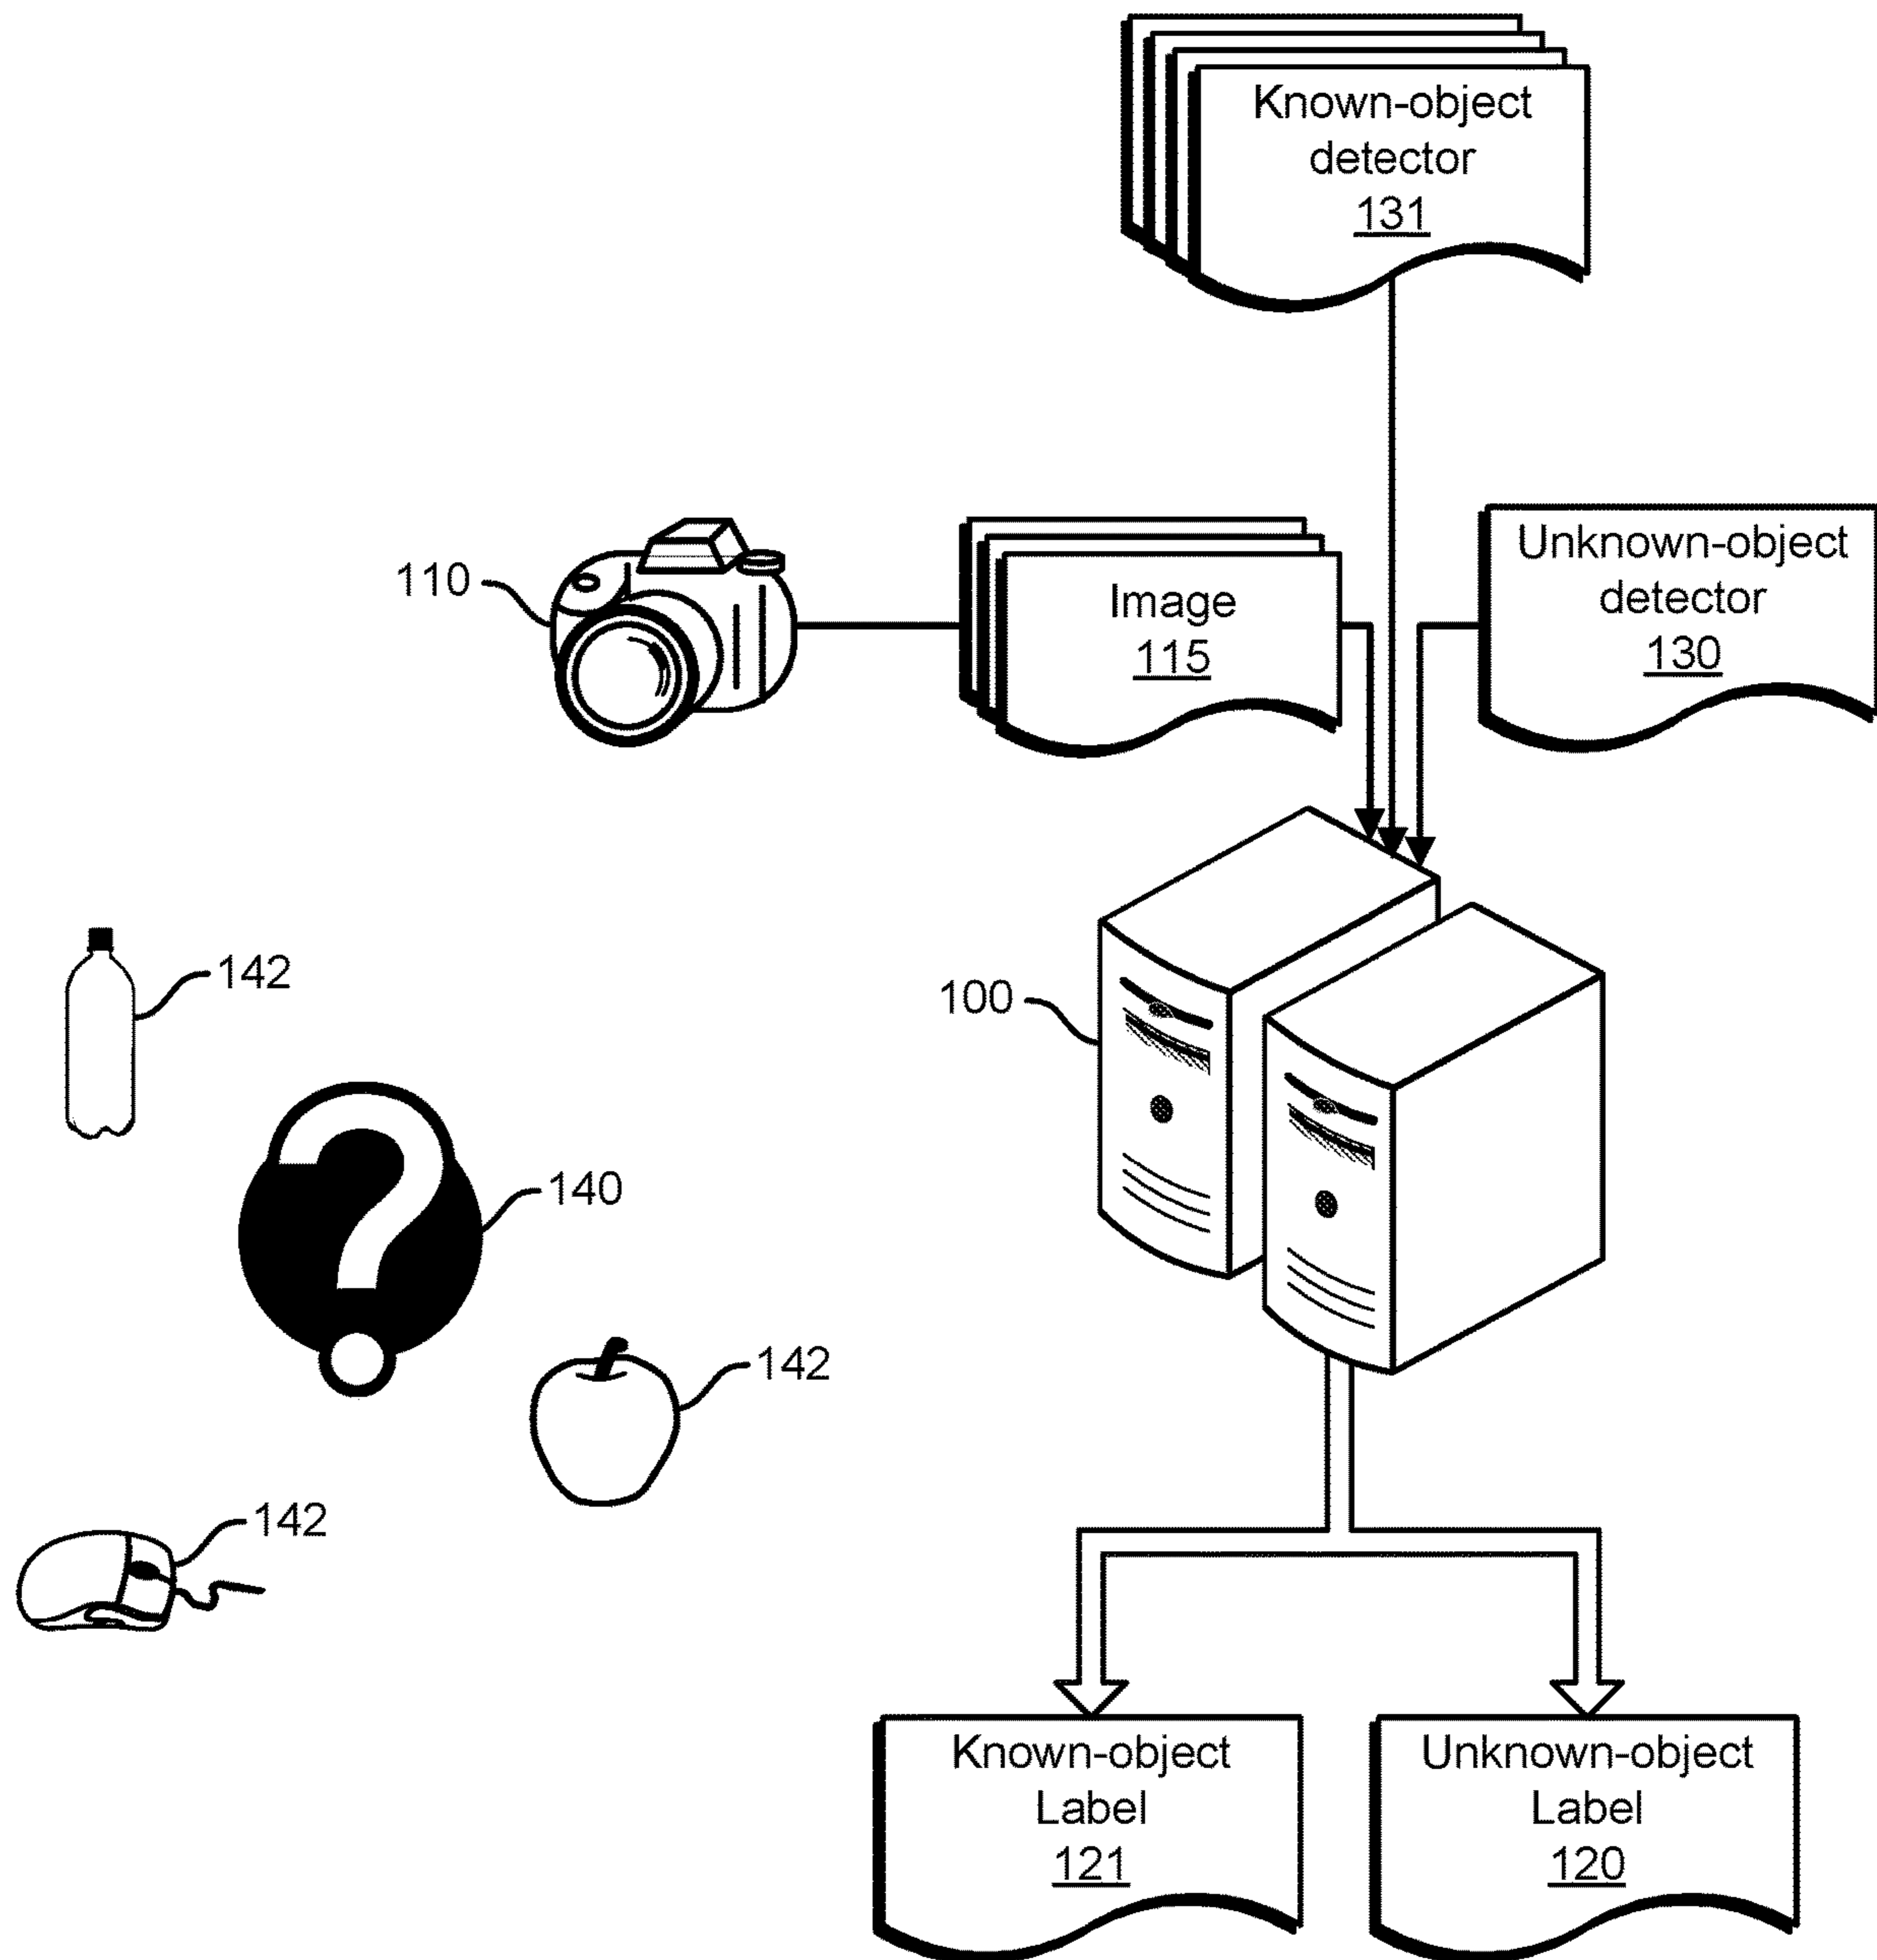 Known-object
detector
131
110
Image
115
Unknown-object
detector
130
142
100
?
140
142
142
Known-object
Label
121
Unknown-object
Label
120